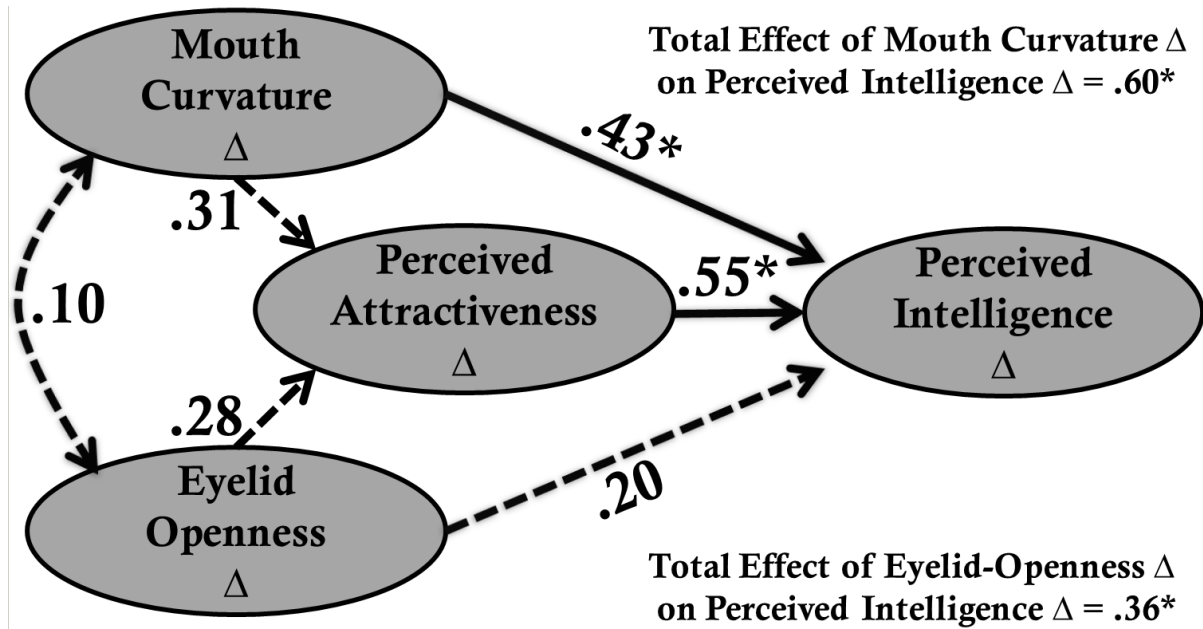 Mouth
Curvature
Δ
Total Effect of Mouth Curvature Δ
on Perceived Intelligence Δ = .60*
.43*
.31
Perceived
Attractiveness
Δ
.55*
Perceived
Intelligence
Δ
.10
.28
Eyelid
Openness
Δ
.20
Total Effect of Eyelid-Openness Δ
on Perceived Intelligence Δ = .36*